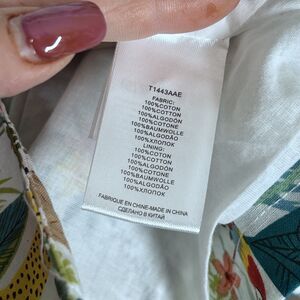 T1443AAE
FABRIC:
100%COTON
100%COTTON
100%ALGODÓN
100%COTONE
100%BAUMWOLLE
100%ALGODÃO
100%ХЛОПОК
LINING:
100%COTON
100%COTTON
100%ALGODÓN
100%COTONE
100%BAUMWOLLE
100%ALGODÃO
100%ХЛОПОК
FABRIQUE EN CHINE-MADE IN CHINA
СДЕЛАНО В КИТАЙ